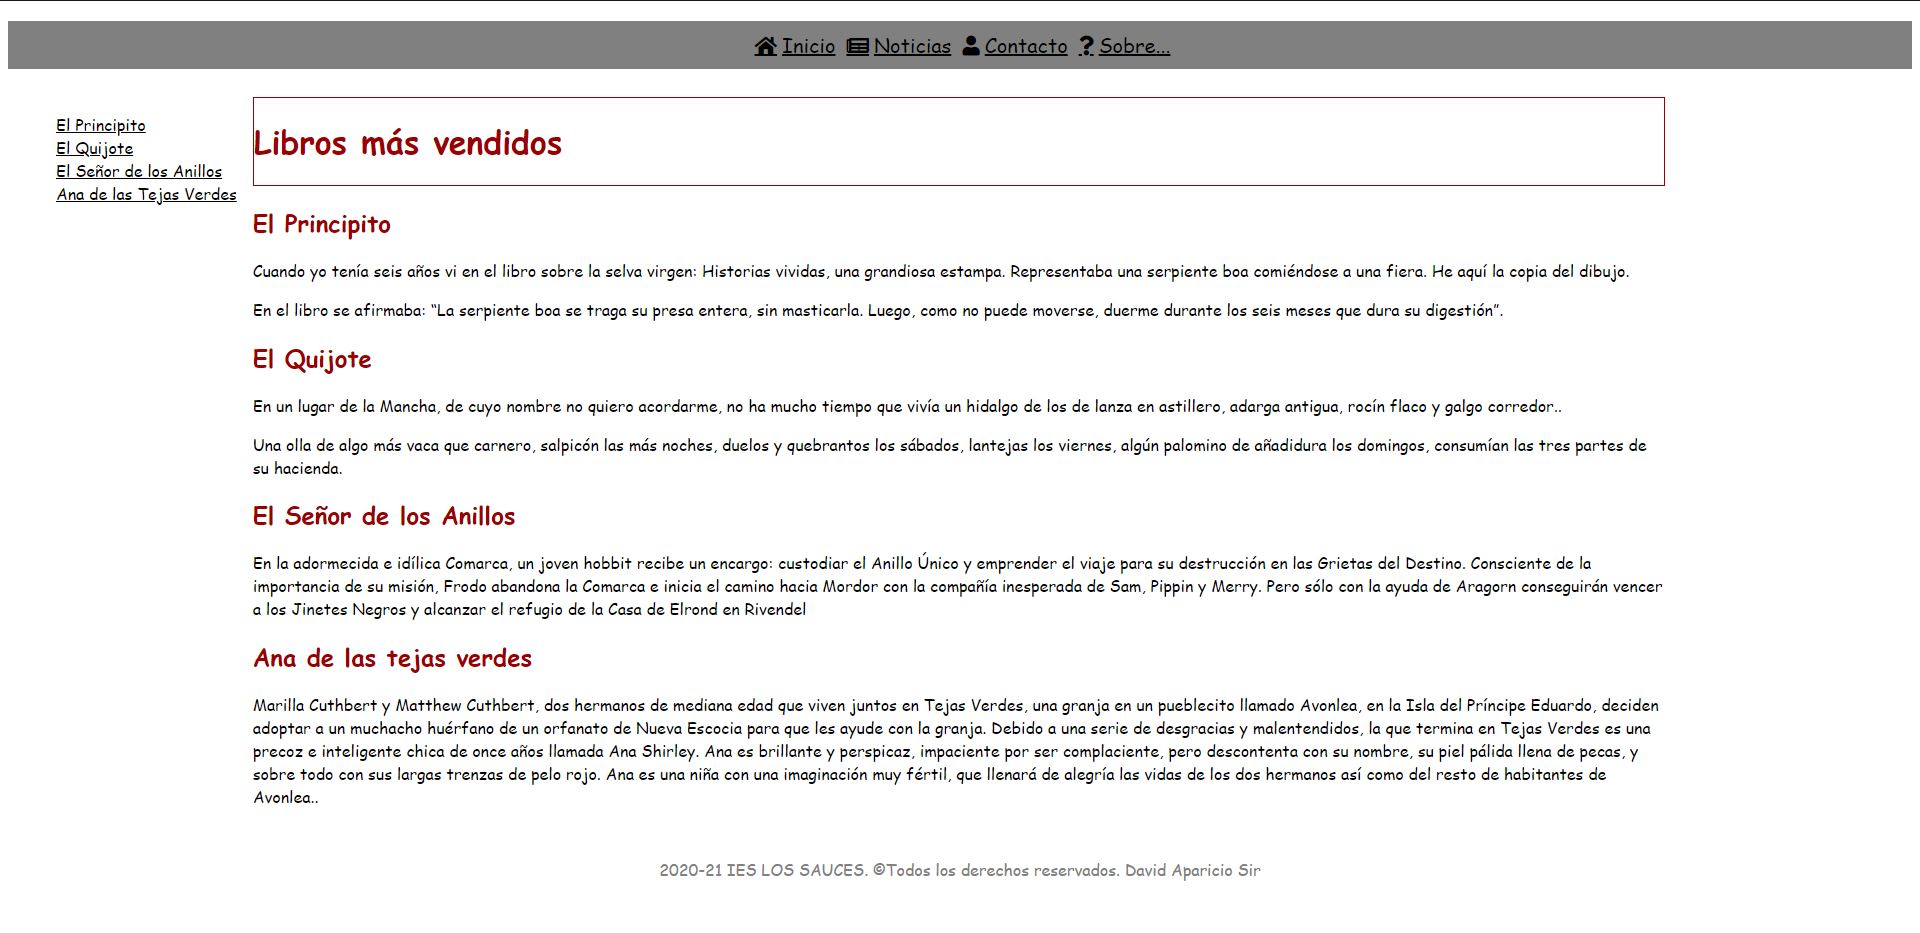 Inicio Noticias Contacto Sobre...
El Principito
El Quijote
El Señor de los Anillos
Ana de las Tejas Verdes
Libros más vendidos
El Principito
Cuando yo tenía seis años vi en el libro sobre la selva virgen: Historias vividas, una grandiosa estampa. Representaba una serpiente boa comiéndose a una fiera. He aquí la copia del dibujo.
En el libro se afirmaba: “La serpiente boa se traga su presa entera, sin masticarla. Luego, como no puede moverse, duerme durante los seis meses que dura su digestión”.
El Quijote
En un lugar de la Mancha, de cuyo nombre no quiero acordarme, no ha mucho tiempo que vivía un hidalgo de los de lanza en astillero, adarga antigua, rocín flaco y galgo corredor..
Una olla de algo más vaca que carnero, salpicón las más noches, duelos y quebrantos los sábados, lantejas los viernes, algún palomino de añadidura los domingos, consumían las tres partes de
su hacienda.
El Señor de los Anillos
En la adormecida e idílica Comarca, un joven hobbit recibe un encargo: custodiar el Anillo Único y emprender el viaje para su destrucción en las Grietas del Destino. Consciente de la
importancia de su misión, Frodo abandona la Comarca e inicia el camino hacia Mordor con la compañía inesperada de Sam, Pippin y Merry. Pero sólo con la ayuda de Aragorn conseguirán vencer
a los Jinetes Negros y alcanzar el refugio de la Casa de Elrond en Rivendel
Ana de las tejas verdes
Marilla Cuthbert y Matthew Cuthbert, dos hermanos de mediana edad que viven juntos en Tejas Verdes, una granja en un pueblecito llamado Avonlea, en la Isla del Príncipe Eduardo, deciden
adoptar a un muchacho huérfano de un orfanato de Nueva Escocia para que les ayude con la granja. Debido a una serie de desgracias y malentendidos, la que termina en Tejas Verdes es una
precoz e inteligente chica de once años llamada Ana Shirley. Ana es brillante y perspicaz, impaciente por ser complaciente, pero descontenta con su nombre, su piel pálida llena de pecas, y
sobre todo con sus largas trenzas de pelo rojo. Ana es una niña con una imaginación muy fértil, que llenará de alegría las vidas de los dos hermanos así como del resto de habitantes de
Avonlea..
2020-21 IES LOS SAUCES. ©Todos los derechos reservados. David Aparicio Sir